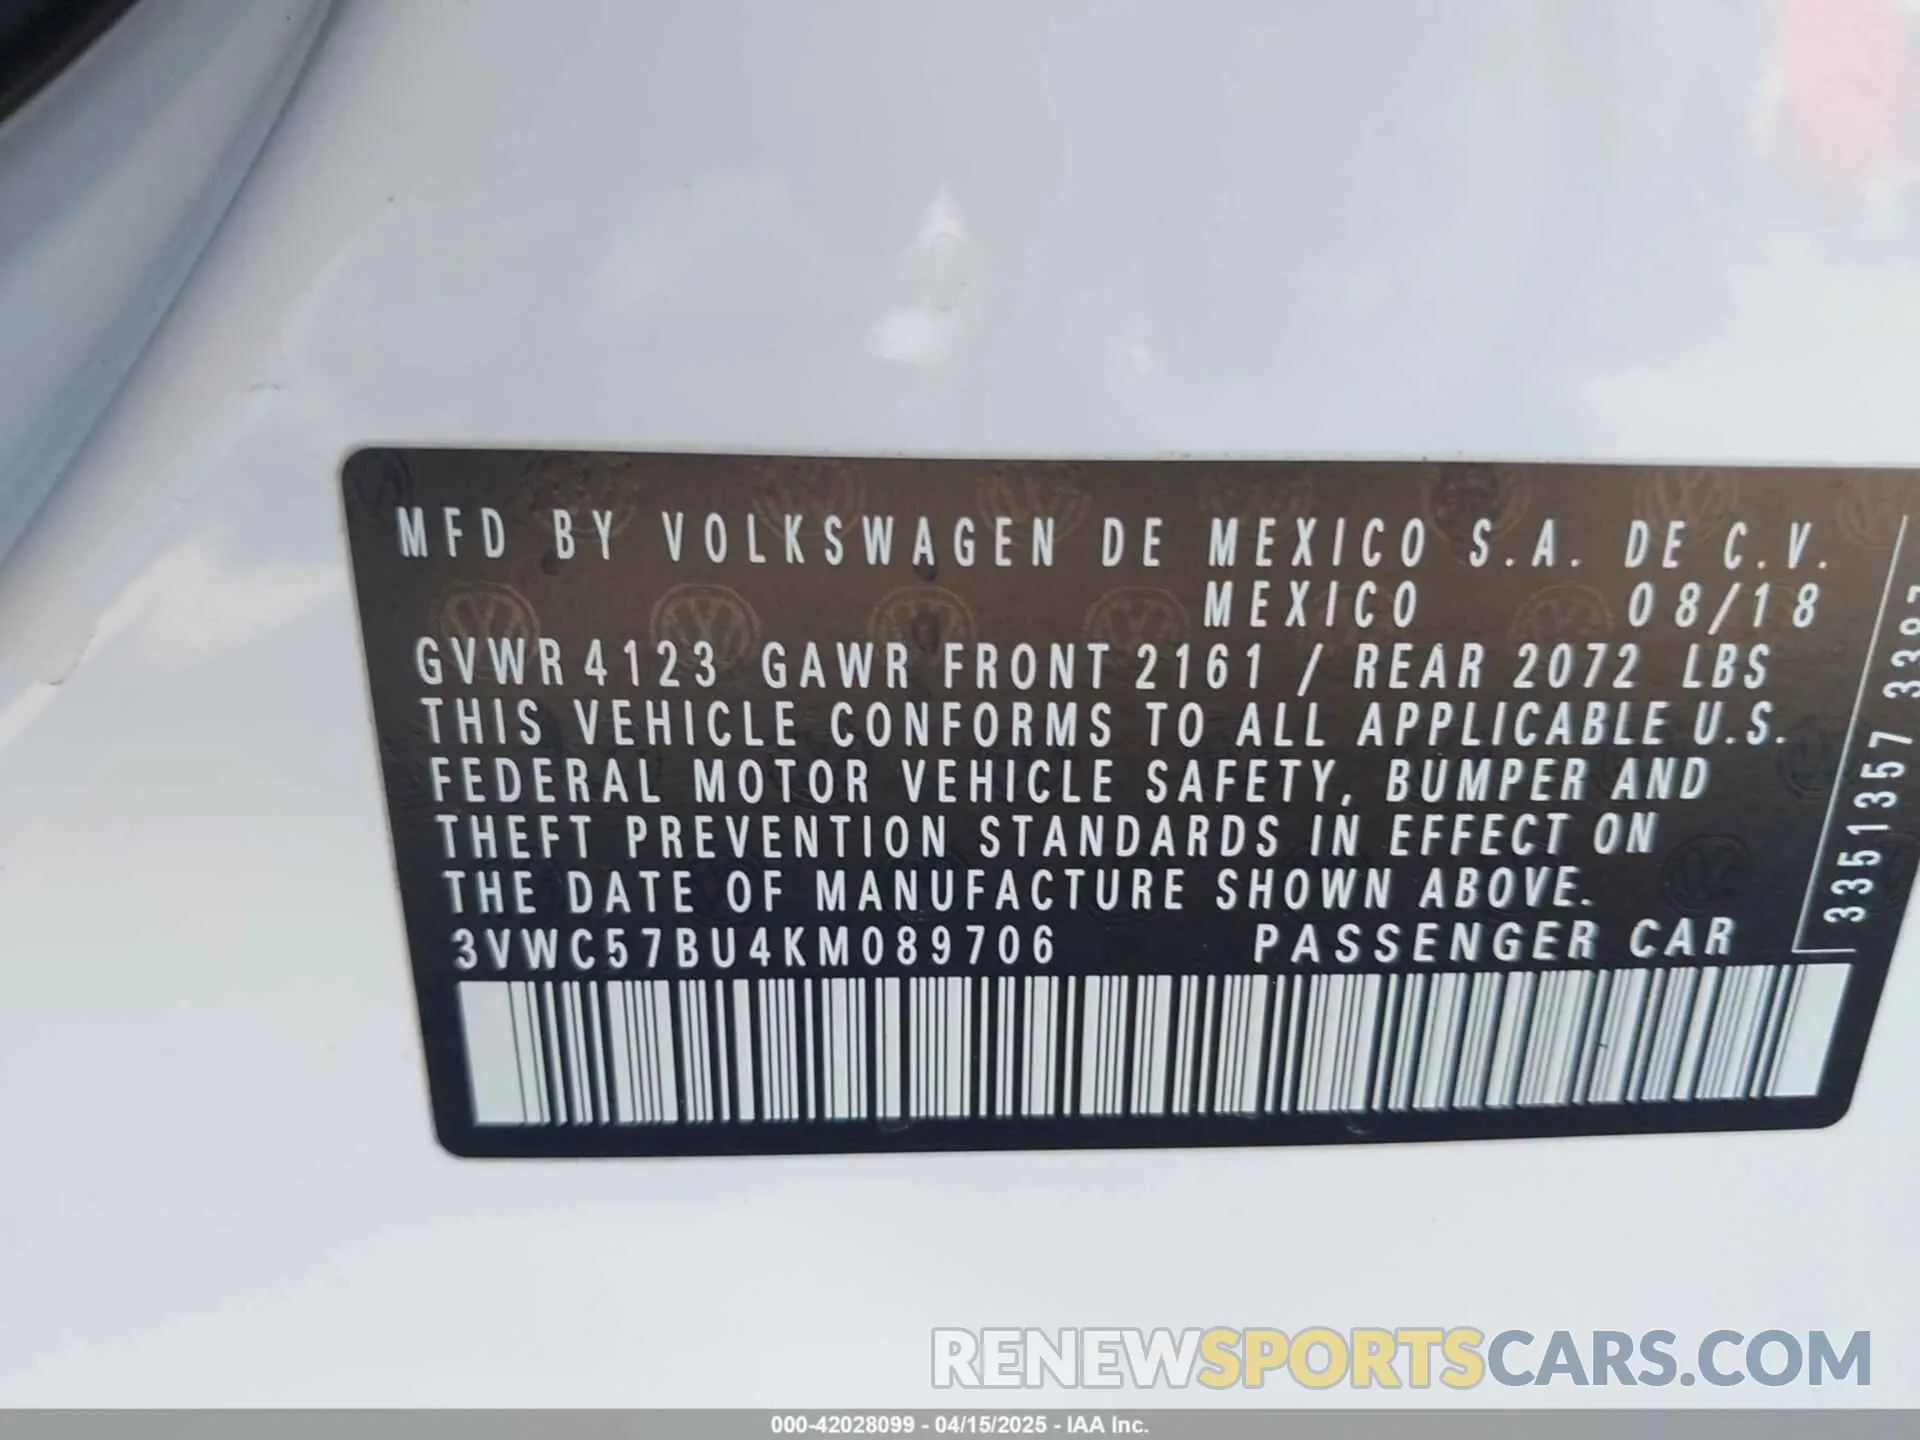 MFD BY VOLKSWAGEN DE MEXICO S.A. DE C.V.
MEXICO 08/18
GVWR 4123 GAWR FRONT 2161 / REAR 2072 LBS
THIS VEHICLE CONFORMS TO ALL APPLICABLE U.S.
FEDERAL MOTOR VEHICLE SAFETY, BUMPER AND
THEFT PREVENTION STANDARDS IN EFFECT ON
THE DATE OF MANUFACTURE SHOWN ABOVE.
3VWC57BU4KM089706 PASSENGER CAR
3351357
RENEWSPORTSCARS.COM
000-42028099 - 04/15/2025 - IAA Inc.